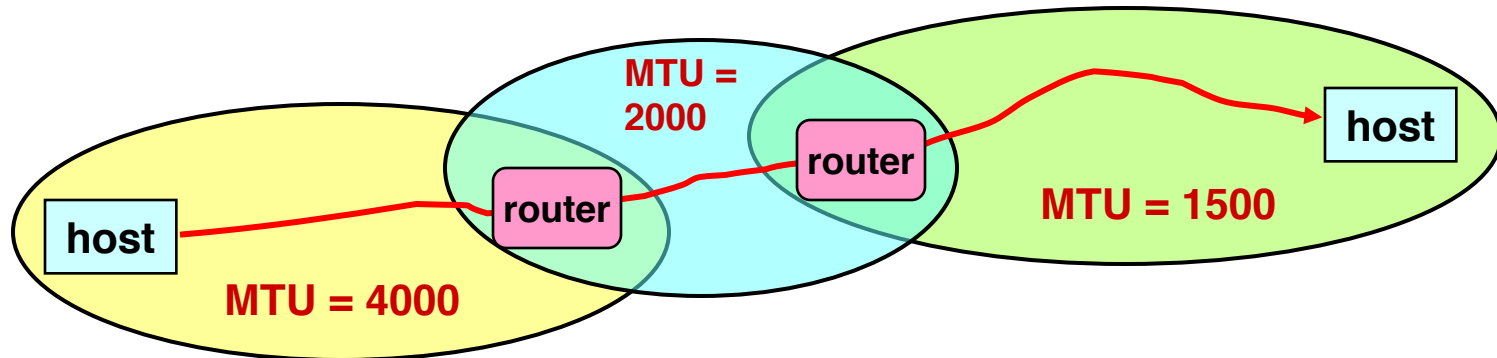 host
MTU = 4000
router
MTU =
2000
router
MTU = 1500
host